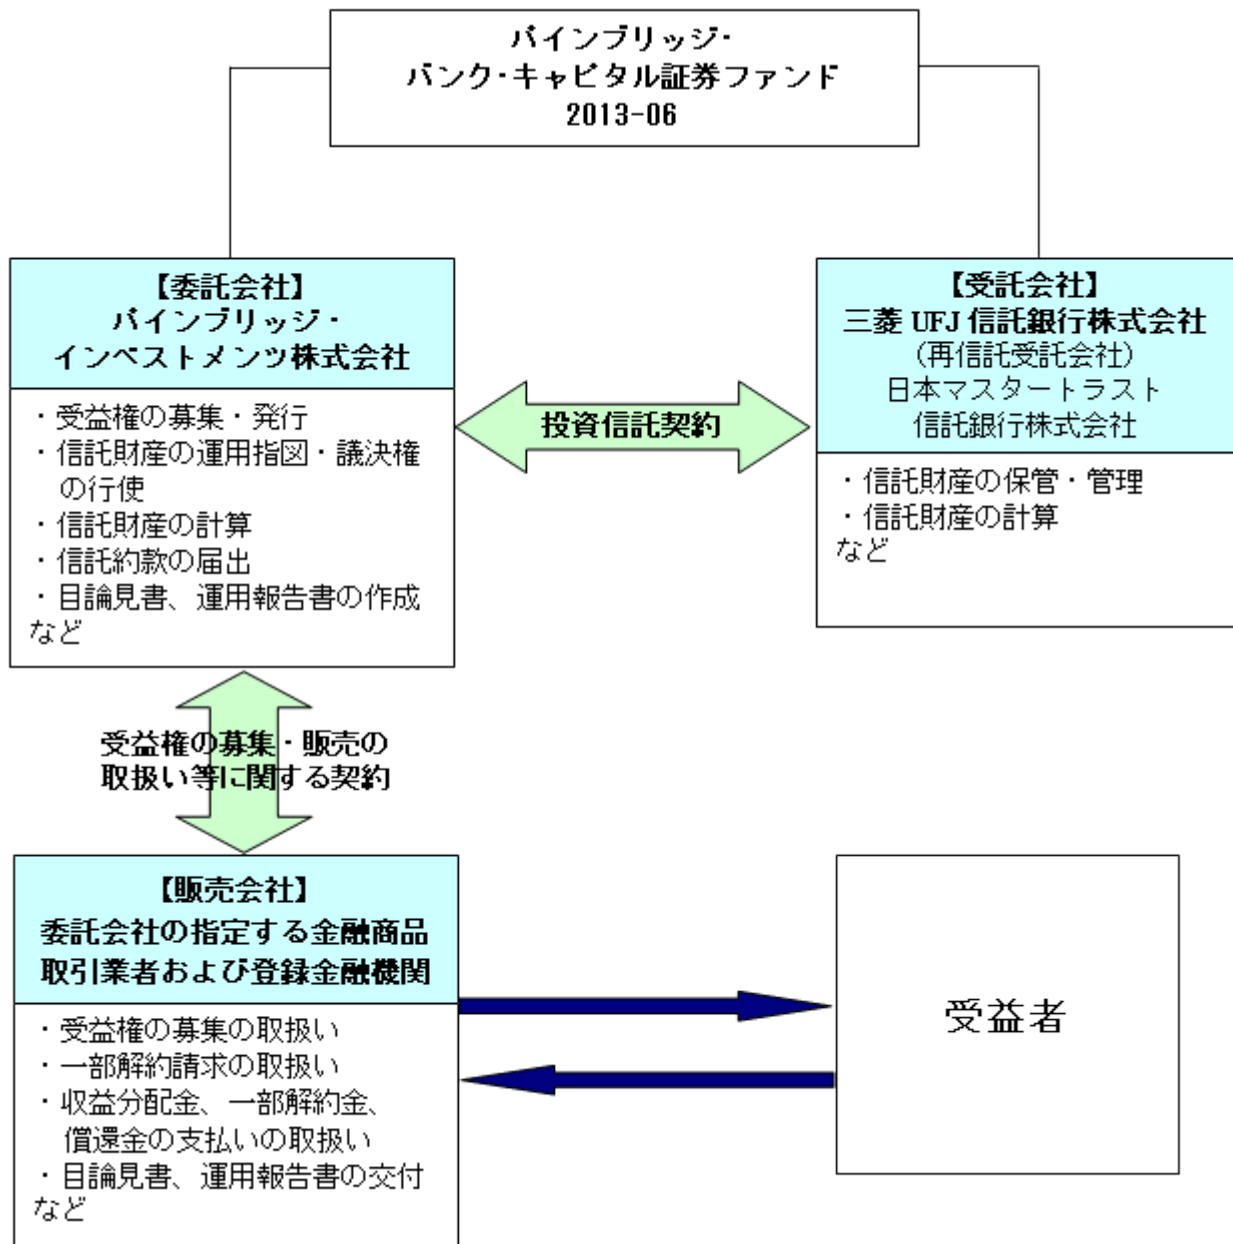 パインブリッジ・
バンク・キャピタル証券ファンド
2013-06
【委託会社】
パインブリッジ・
インベストメンツ株式会社
・受益権の募集・発行
・信託財産の運用指図・議決権
の行使
・信託財産の計算
・信託約款の届出
・目論見書、運用報告書の作成
など
投資信託契約
【受託会社】
三菱 UFJ 信託銀行株式会社
（再信託受託会社）
日本マスタートラスト
信託銀行株式会社
・信託財産の保管・管理
・信託財産の計算
など
受益権の募集・販売の
取扱い等に関する契約
【販売会社】
委託会社の指定する金融商品
取引業者および登録金融機関
・受益権の募集の取扱い
・一部解約請求の取扱い
・収益分配金、一部解約金、
償還金の支払いの取扱い
・目論見書、運用報告書の交付
など
受益者